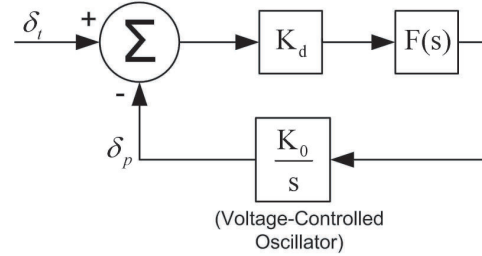 δt
+
Σ
Kd
F(s)
-
δp
K0
s
(Voltage-Controlled
Oscillator)